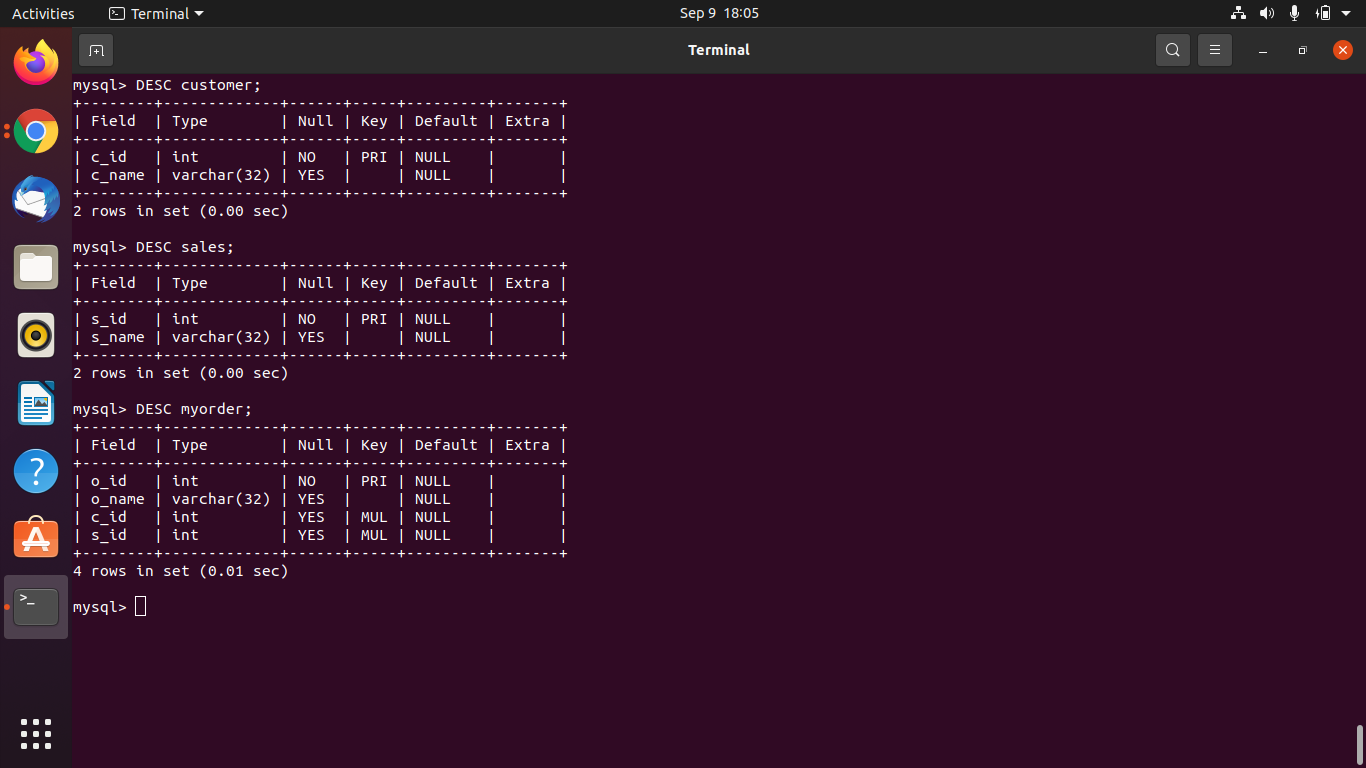 Activities Terminal Sep 9 18:05
Terminal
mysql> DESC customer;
+--------+-------------+------+-----+---------+-------+
| Field  | Type        | Null | Key | Default | Extra |
+--------+-------------+------+-----+---------+-------+
| c_id   | int         | NO   | PRI | NULL    |       |
| c_name | varchar(32) | YES  |     | NULL    |       |
+--------+-------------+------+-----+---------+-------+
2 rows in set (0.00 sec)

mysql> DESC sales;
+--------+-------------+------+-----+---------+-------+
| Field  | Type        | Null | Key | Default | Extra |
+--------+-------------+------+-----+---------+-------+
| s_id   | int         | NO   | PRI | NULL    |       |
| s_name | varchar(32) | YES  |     | NULL    |       |
+--------+-------------+------+-----+---------+-------+
2 rows in set (0.00 sec)

mysql> DESC myorder;
+--------+-------------+------+-----+---------+-------+
| Field  | Type        | Null | Key | Default | Extra |
+--------+-------------+------+-----+---------+-------+
| o_id   | int         | NO   | PRI | NULL    |       |
| o_name | varchar(32) | YES  |     | NULL    |       |
| c_id   | int         | YES  | MUL | NULL    |       |
| s_id   | int         | YES  | MUL | NULL    |       |
+--------+-------------+------+-----+---------+-------+
4 rows in set (0.01 sec)

mysql>